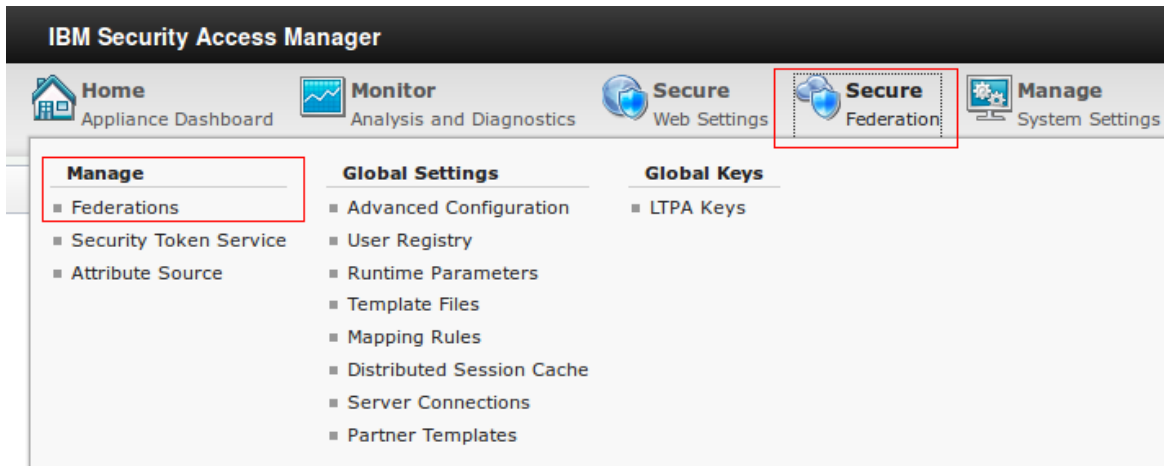 IBM Security Access Manager
Home
Appliance Dashboard
Monitor
Analysis and Diagnostics
Secure
Web Settings
Secure
Federation
Manage
System Settings
Manage
Federations
Security Token Service
Attribute Source
Global Settings
Advanced Configuration
User Registry
Runtime Parameters
Template Files
Mapping Rules
Distributed Session Cache
Server Connections
Partner Templates
Global Keys
LTPA Keys